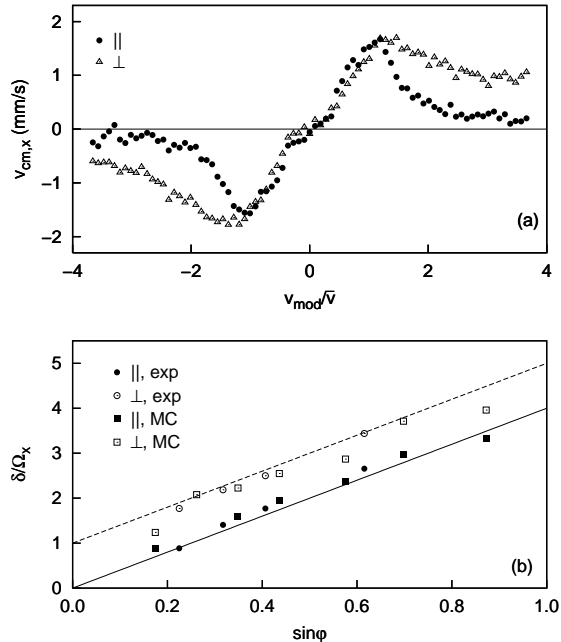 2
1
0
−1
−2
v_cm,x (mm/s)
||
⊥
(a)
−4 −2 0 2 4
v_mod/v̄
5
4
3
2
1
0
δ/Ω_x
||, exp
⊥, exp
||, MC
⊥, MC
(b)
0.0 0.2 0.4 0.6 0.8 1.0
sinφ